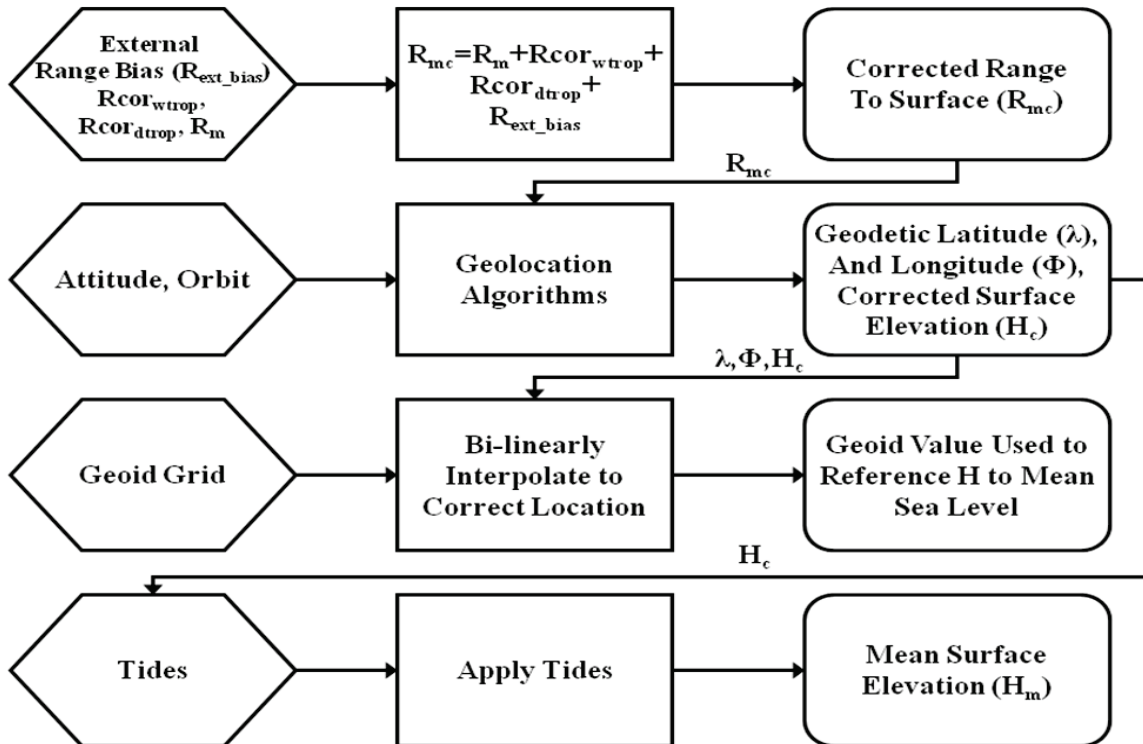 External
Range Bias (R_ext_bias)
Rcor_wtrop,
Rcor_dtrop, R_m
R_mc=R_m+Rcor_wtrop+
Rcor_dtrop+
R_ext_bias
Corrected Range
To Surface (R_mc)
R_mc
Attitude, Orbit
Geolocation
Algorithms
Geodetic Latitude (λ),
And Longitude (Φ),
Corrected Surface
Elevation (H_c)
λ,Φ,H_c
Geoid Grid
Bi-linearly
Interpolate to
Correct Location
Geoid Value Used to
Reference H to Mean
Sea Level
H_c
Tides
Apply Tides
Mean Surface
Elevation (H_m)